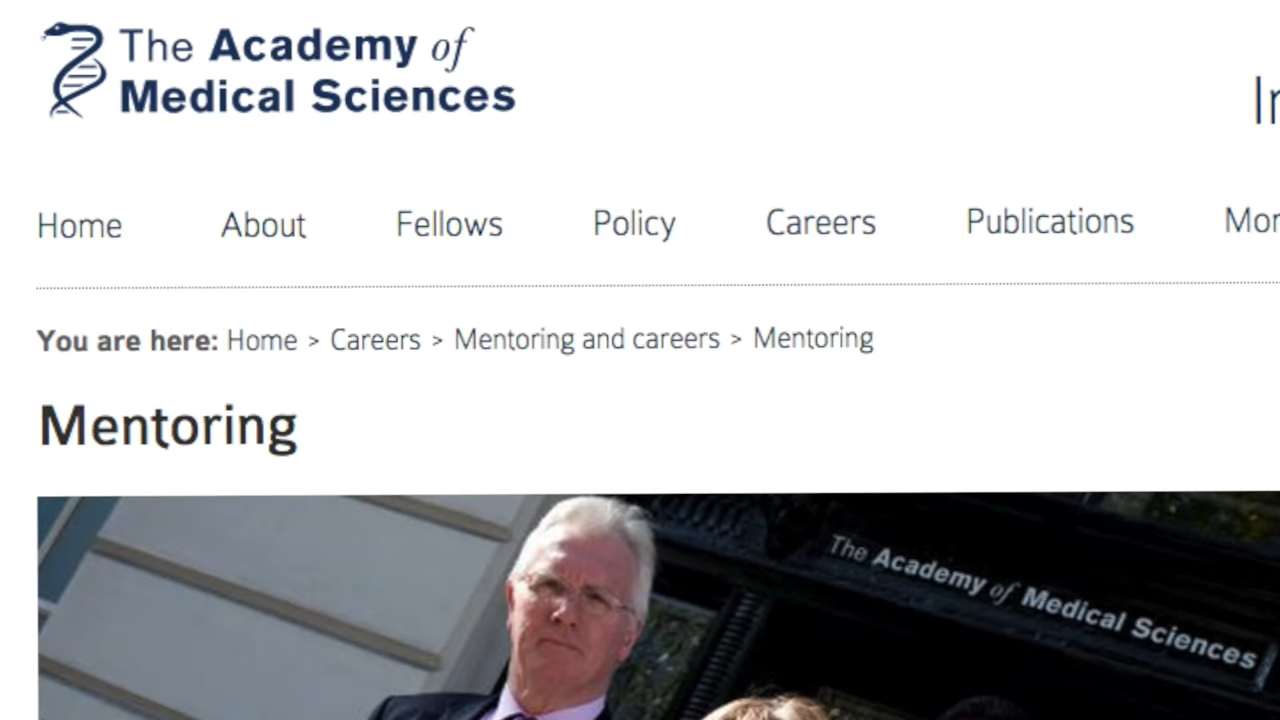 The Academy of
Medical Sciences
Home About Fellows Policy Careers Publications
You are here: Home > Careers > Mentoring and careers > Mentoring
Mentoring
The Academy of Medical Sciences